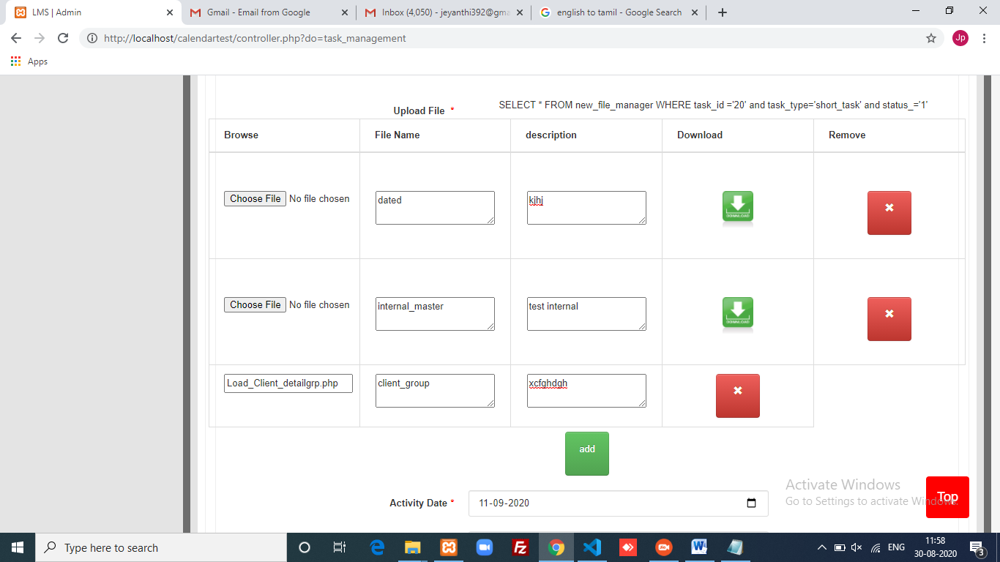 LMS | Admin
Gmail - Email from Google
Inbox (4,050) - jeyanthi392@gma
english to tamil - Google Search
http://localhost/calendartest/controller.php?do=task_management
Jp
Apps
Upload File *
SELECT * FROM new_file_manager WHERE task_id ='20' and task_type='short_task' and status_='1'
Browse File Name description Download Remove
Choose File No file chosen dated kjhj DOWNLOAD
Choose File No file chosen internal_master test internal DOWNLOAD
Load_Client_detailgrp.php client_group xcfghdgh
add
Activity Date * 11-09-2020
Activate Windows
Go to Settings to activate Windows.
Top
Type here to search
ENG
11:58
30-08-2020
3